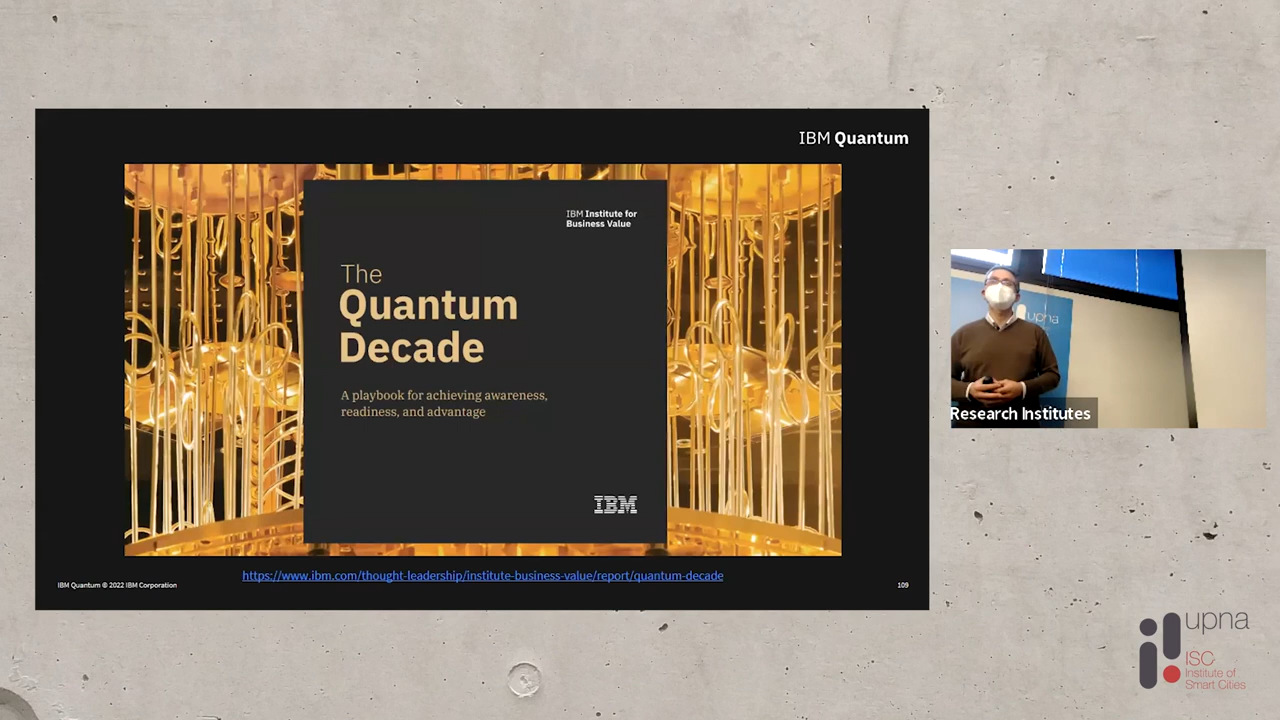 IBM Quantum
IBM Institute for
Business Value
The
Quantum
Decade
A playbook for achieving awareness,
readiness, and advantage
IBM
https://www.ibm.com/thought-leadership/institute-business-value/report/quantum-decade
IBM Quantum © 2022 IBM Corporation
109
upna
Research Institutes
upna
ISC
Institute of
Smart Cities